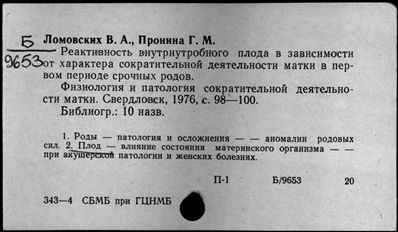 Б
9653
Ломовских В. А., Пронина Г. М.
Реактивность внутриутробного плода в зависимости
от характера сократительной деятельности матки в пер-
вом периоде срочных родов.
Физиология и патология сократительной деятельно-
сти матки. Свердловск, 1976, с. 98—100.
Библиогр.: 10 назв.
1. Роды — патология и осложнения — — аномалии родовых
сил. 2. Плод — влияние состояния материнского организма — —
при акушерской патологии и женских болезнях.
П-1 Б/9653 20
343—4 СБМБ при ГЦНМБ